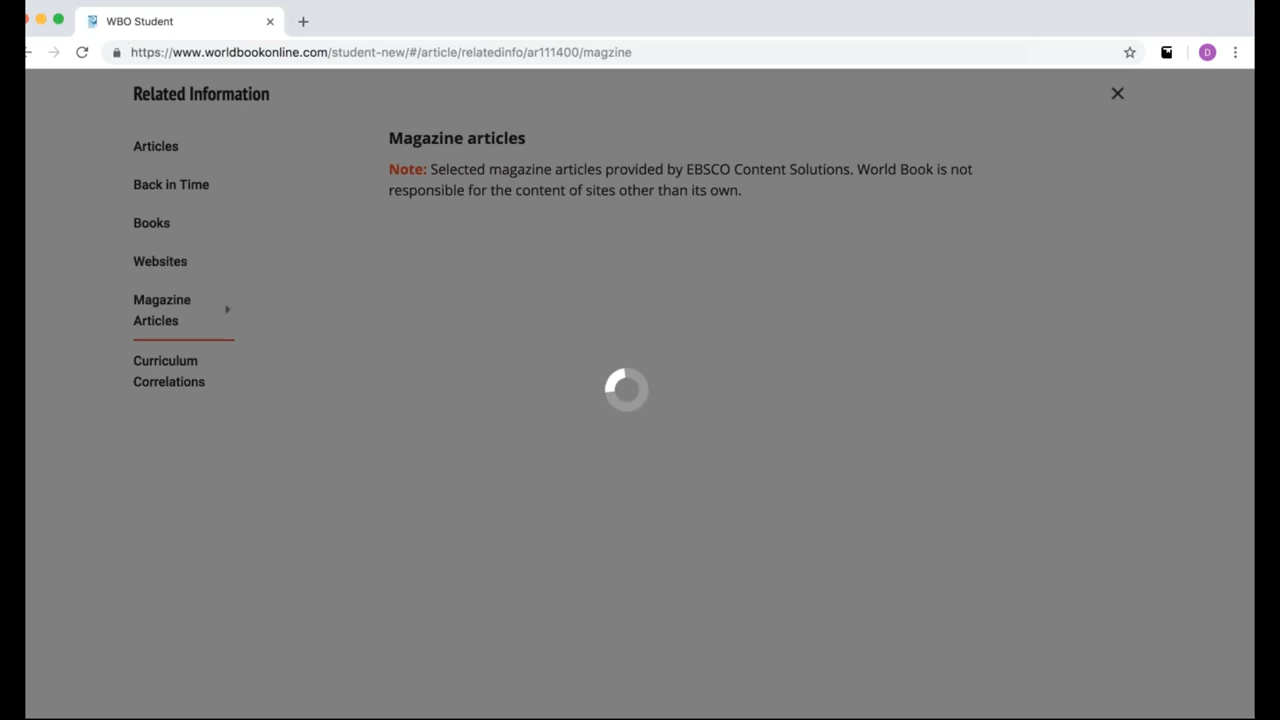 WBO Student
https://www.worldbookonline.com/student-new/#/article/relatedinfo/ar111400/magzine
D
Related Information
Articles
Back in Time
Books
Websites
Magazine
Articles
Curriculum
Correlations
Magazine articles
Note: Selected magazine articles provided by EBSCO Content Solutions. World Book is not
responsible for the content of sites other than its own.